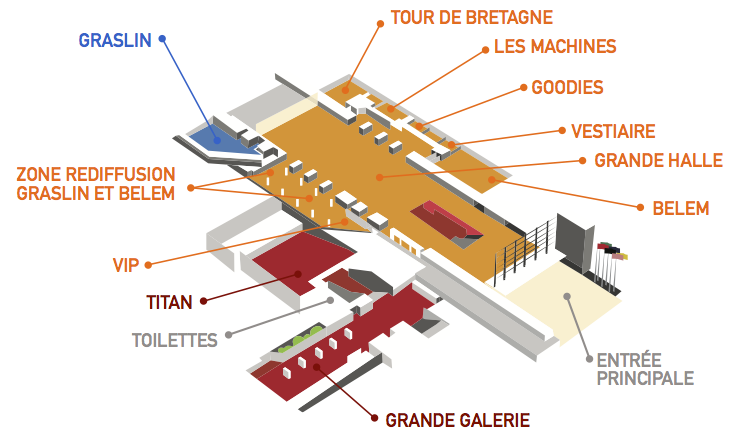 TOUR DE BRETAGNE
GRASLIN
LES MACHINES
GOODIES
VESTIAIRE
GRANDE HALLE
ZONE REDIFFUSION
GRASLIN ET BELEM
BELEM
VIP
TITAN
TOILETTES
ENTRÉE
PRINCIPALE
GRANDE GALERIE